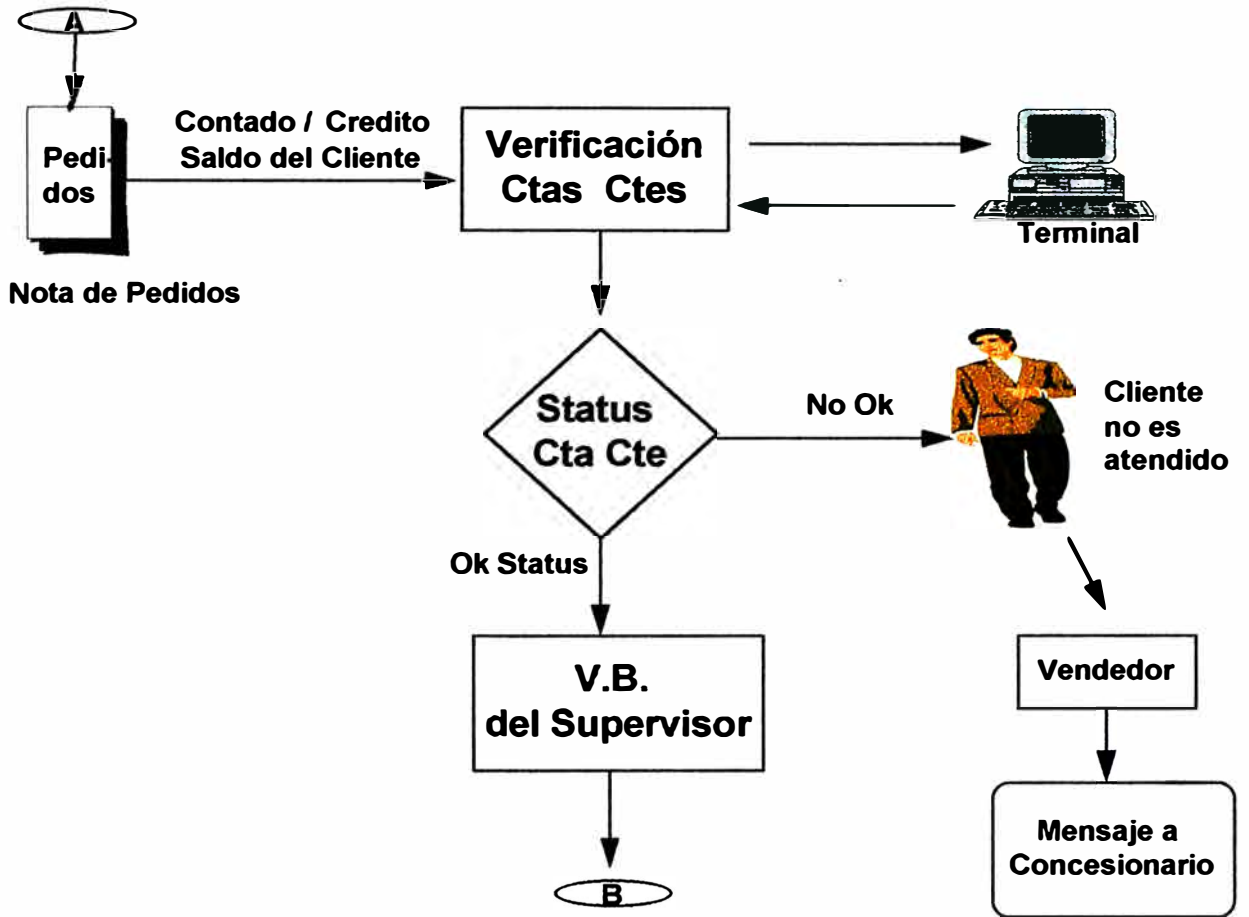 A
Pedi-
dos
Nota de Pedidos
Contado / Credito
Saldo del Cliente
Verificación
Ctas Ctes
Terminal
Status
Cta Cte
No Ok
Cliente
no es
atendido
Ok Status
V.B.
del Supervisor
Vendedor
Mensaje a
Concesionario
B